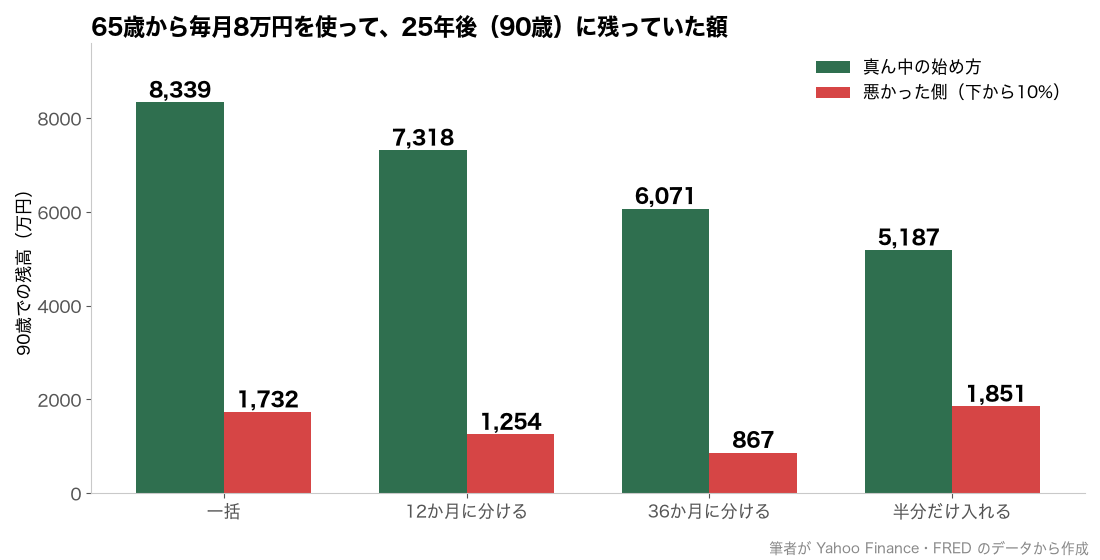 65歳から毎月8万円を使って、25年後（90歳）に残っていた額
真ん中の始め方
悪かった側（下から10%）
90歳での残高（万円）
8000
6000
4000
2000
0
8,339
1,732
7,318
1,254
6,071
867
5,187
1,851
一括
12か月に分ける
36か月に分ける
半分だけ入れる
筆者が Yahoo Finance・FRED のデータから作成